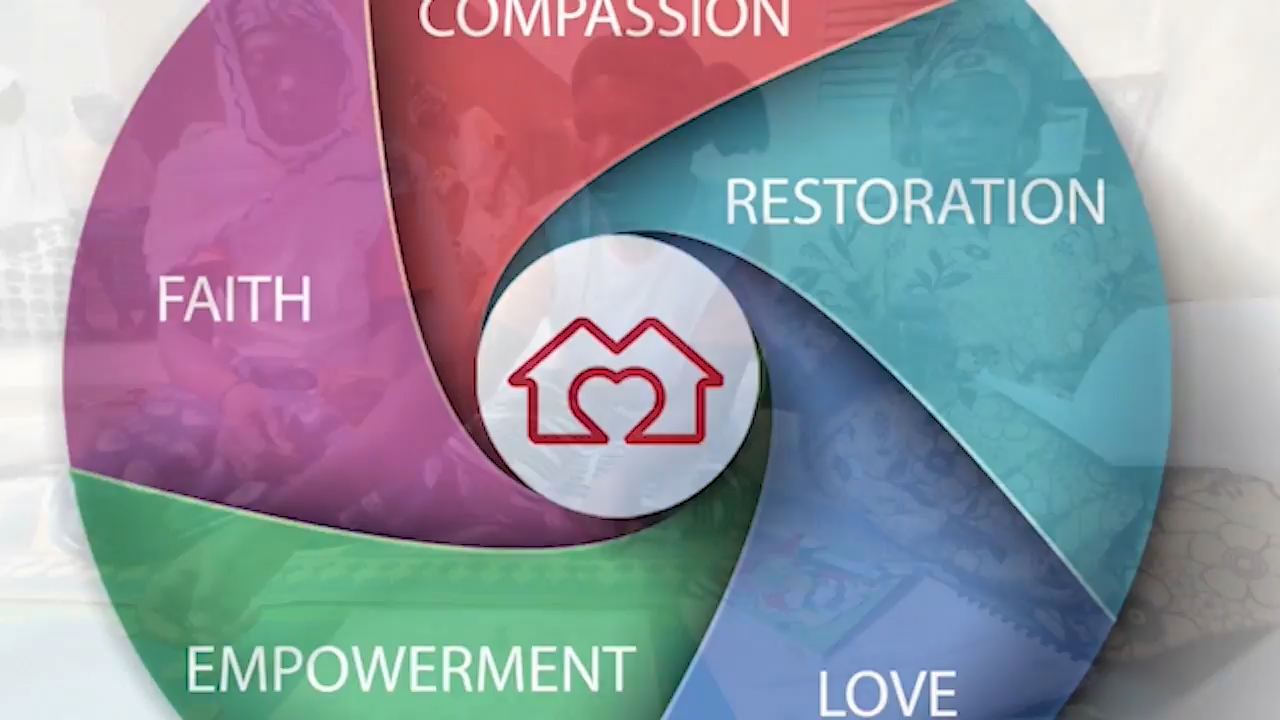 COMPASSION
RESTORATION
FAITH
EMPOWERMENT
LOVE